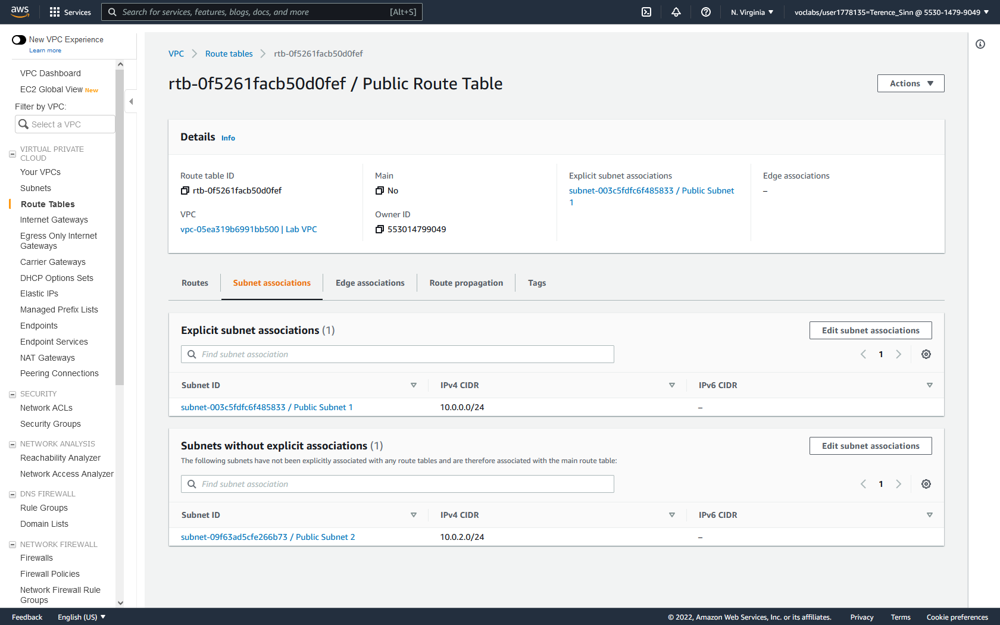 aws
Services
Search for services, features, blogs, docs, and more
[Alt+S]
N. Virginia
voclabs/user1778135=Terence_Sinn @ 5530-1479-9049
New VPC Experience
Learn more
VPC Dashboard
EC2 Global View New
Filter by VPC:
Select a VPC
VIRTUAL PRIVATE
CLOUD
Your VPCs
Subnets
Route Tables
Internet Gateways
Egress Only Internet
Gateways
Carrier Gateways
DHCP Options Sets
Elastic IPs
Managed Prefix Lists
Endpoints
Endpoint Services
NAT Gateways
Peering Connections
SECURITY
Network ACLs
Security Groups
NETWORK ANALYSIS
Reachability Analyzer
Network Access Analyzer
DNS FIREWALL
Rule Groups
Domain Lists
NETWORK FIREWALL
Firewalls
Firewall Policies
Network Firewall Rule
Groups
VPC
Route tables
rtb-0f5261facb50d0fef
rtb-0f5261facb50d0fef / Public Route Table
Actions
Details Info
Route table ID
rtb-0f5261facb50d0fef
VPC
vpc-05ea319b6991bb500 | Lab VPC
Main
No
Owner ID
553014799049
Explicit subnet associations
subnet-003c5fdfc6f485833 / Public Subnet
1
Edge associations
–
Routes
Subnet associations
Edge associations
Route propagation
Tags
Explicit subnet associations (1)
Edit subnet associations
Find subnet association
1
Subnet ID
IPv4 CIDR
IPv6 CIDR
subnet-003c5fdfc6f485833 / Public Subnet 1
10.0.0.0/24
–
Subnets without explicit associations (1)
Edit subnet associations
The following subnets have not been explicitly associated with any route tables and are therefore associated with the main route table:
Find subnet association
1
Subnet ID
IPv4 CIDR
IPv6 CIDR
subnet-09f63ad5cfe266b73 / Public Subnet 2
10.0.2.0/24
–
Feedback
English (US)
© 2022, Amazon Web Services, Inc. or its affiliates.
Privacy
Terms
Cookie preferences